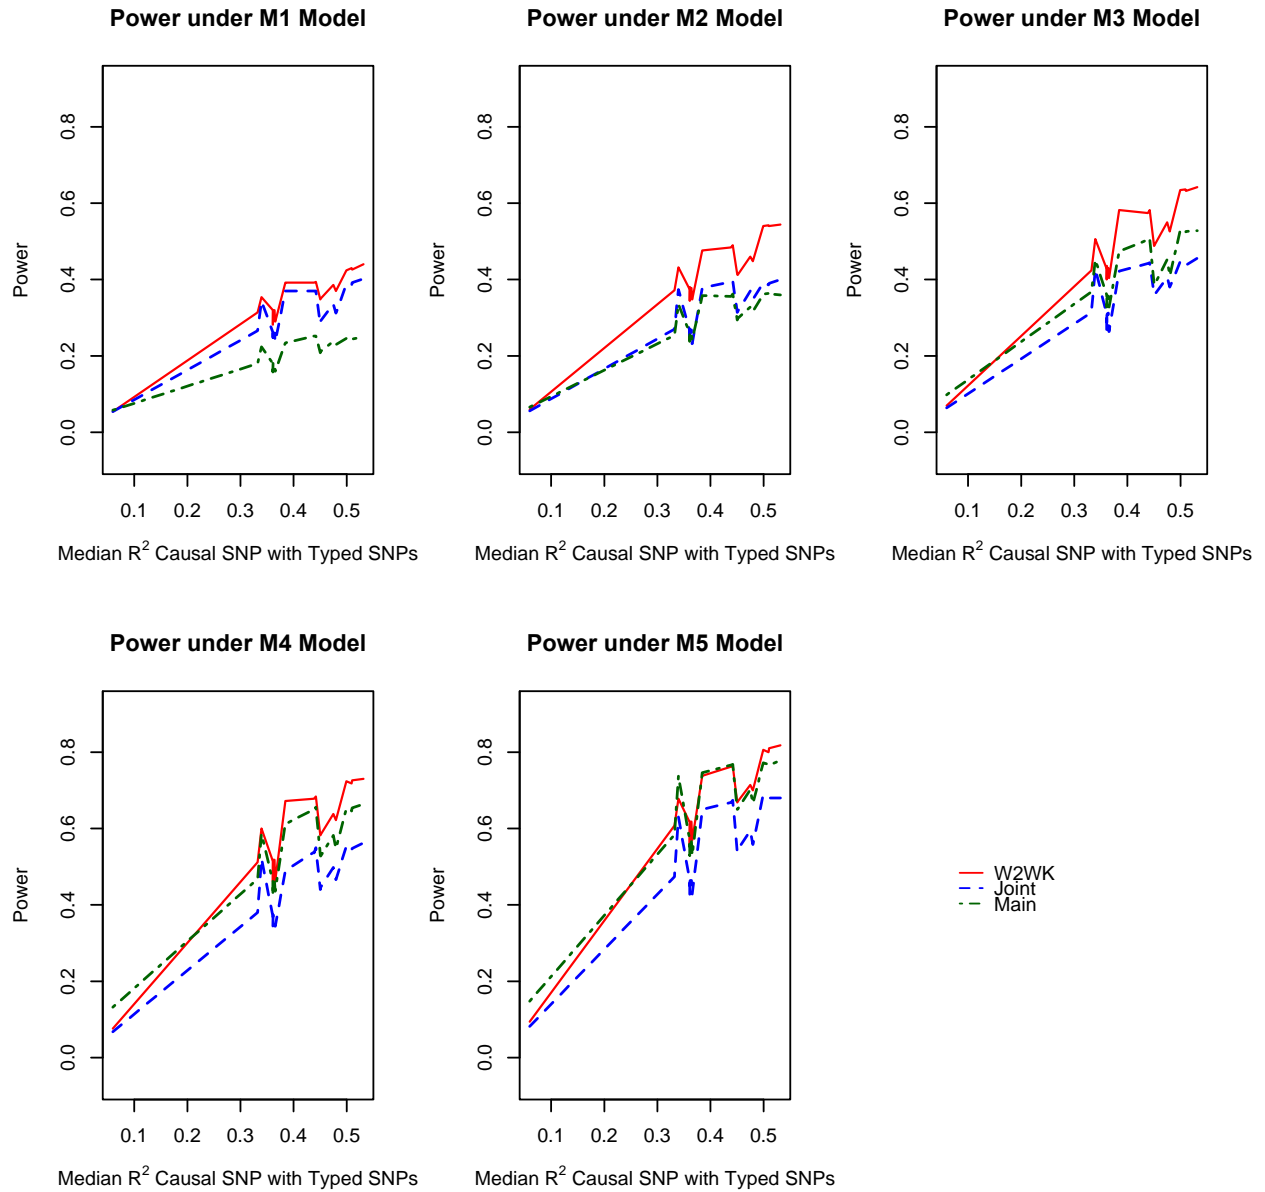 Power under M1 Model
Power
0.0 0.2 0.4 0.6 0.8
0.1 0.2 0.3 0.4 0.5
Median R² Causal SNP with Typed SNPs
Power under M2 Model
Power
0.0 0.2 0.4 0.6 0.8
0.1 0.2 0.3 0.4 0.5
Median R² Causal SNP with Typed SNPs
Power under M3 Model
Power
0.0 0.2 0.4 0.6 0.8
0.1 0.2 0.3 0.4 0.5
Median R² Causal SNP with Typed SNPs
Power under M4 Model
Power
0.0 0.2 0.4 0.6 0.8
0.1 0.2 0.3 0.4 0.5
Median R² Causal SNP with Typed SNPs
Power under M5 Model
Power
0.0 0.2 0.4 0.6 0.8
0.1 0.2 0.3 0.4 0.5
Median R² Causal SNP with Typed SNPs
W2WK
Joint
Main